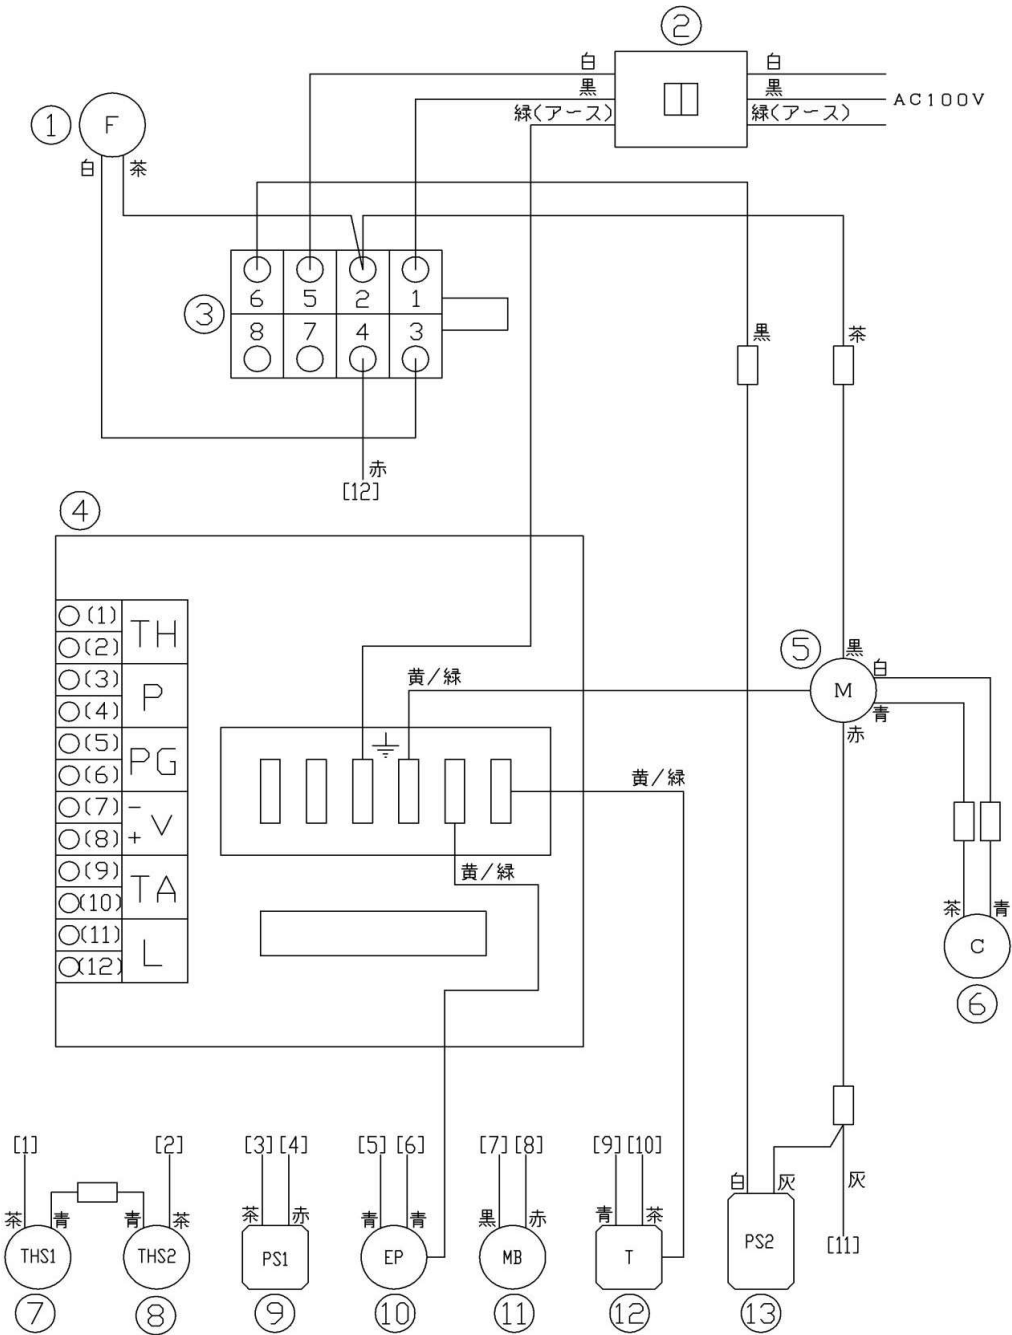 ②
白 白
黒 黒
緑(アース) 緑(アース)
AC100V
① F
白 茶
6 5 2 1
③
8 7 4 3
黒 茶
赤
[12]
④
(1)
(2)
TH
(3)
(4)
P
(5)
(6)
PG
(7) -
(8) +
V
(9)
(10)
TA
(11)
(12)
L
黄/緑
黄/緑
黄/緑
⑤
黒
M
白
青
赤
茶 青
C
⑥
[1] [2] [3] [4] [5] [6] [7] [8] [9] [10]
茶 青 青 茶 茶 赤 青 青 黒 赤 青 茶 白 灰 灰
THS1 THS2 PS1 EP MB T PS2 [11]
⑦ ⑧ ⑨ ⑩ ⑪ ⑫ ⑬